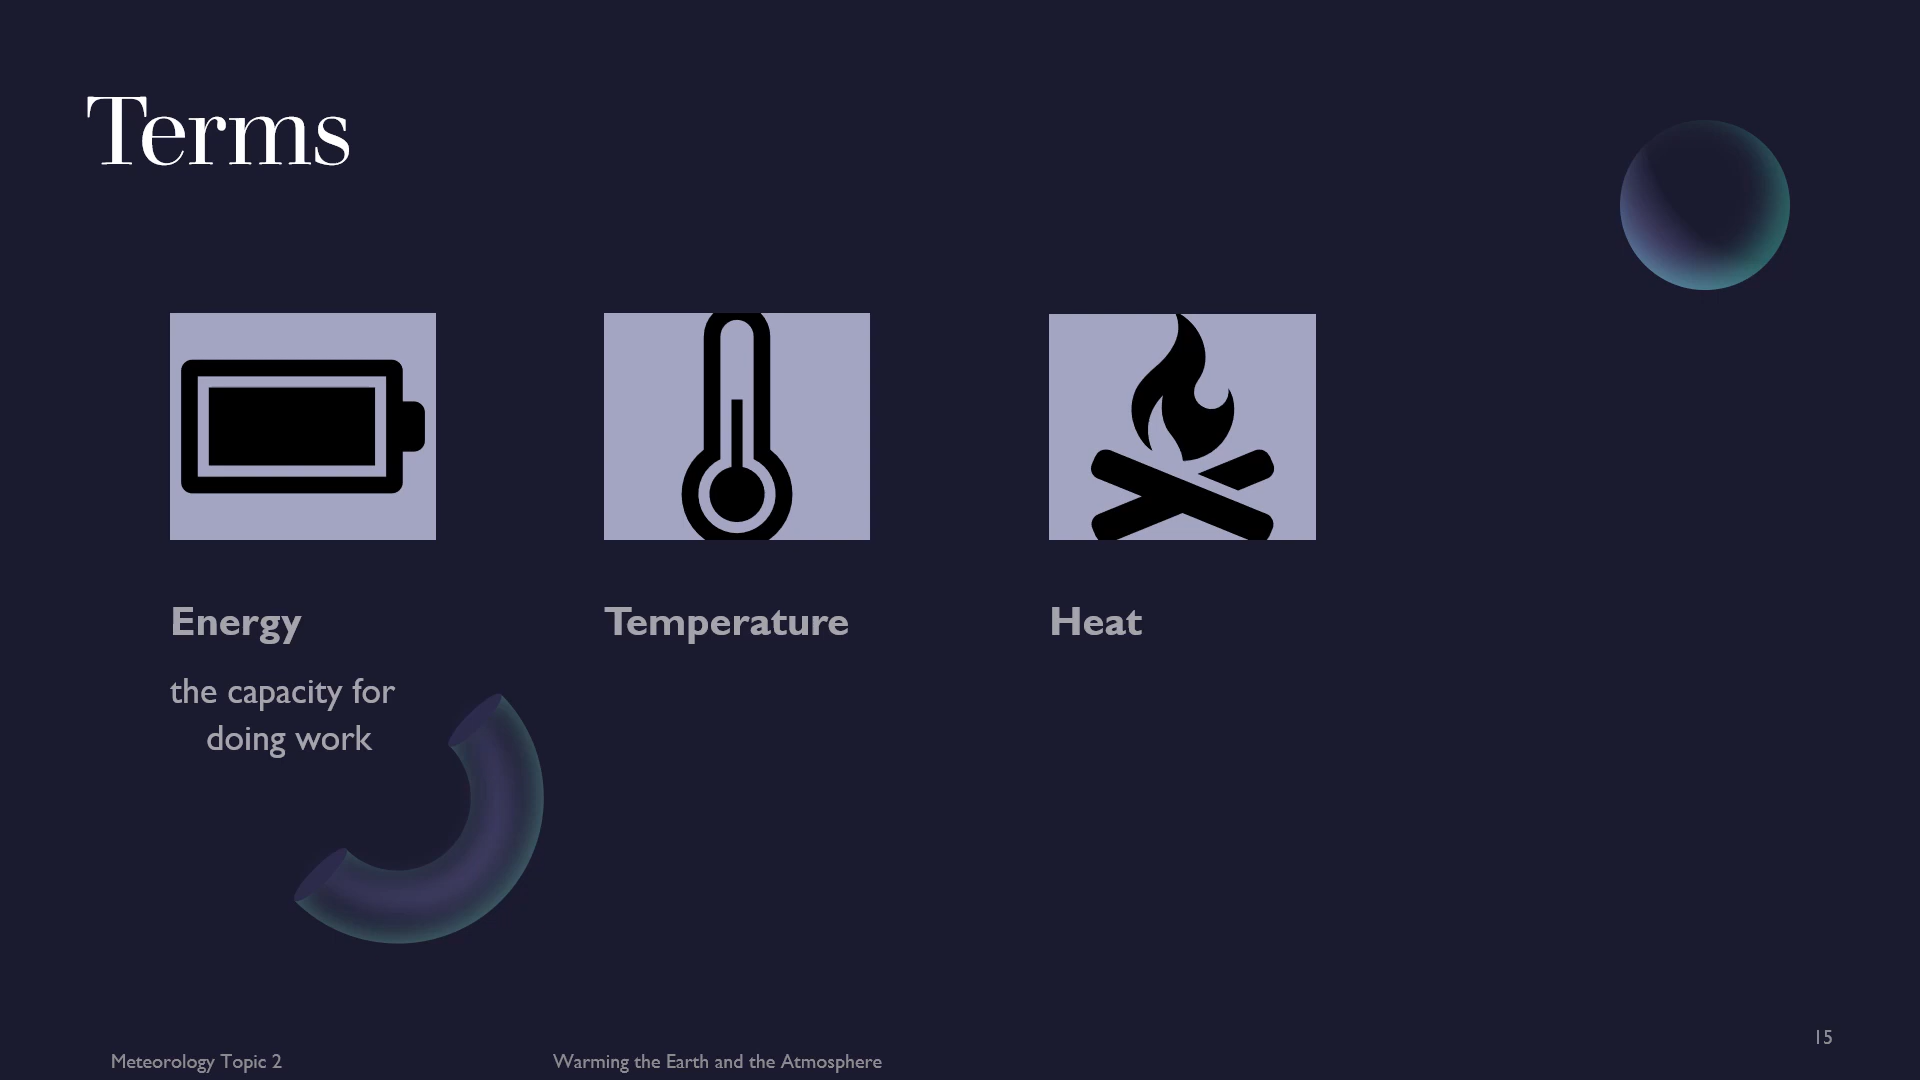 Terms
Energy
the capacity for
doing work
Temperature
Heat
15
Meteorology Topic 2
Warming the Earth and the Atmosphere